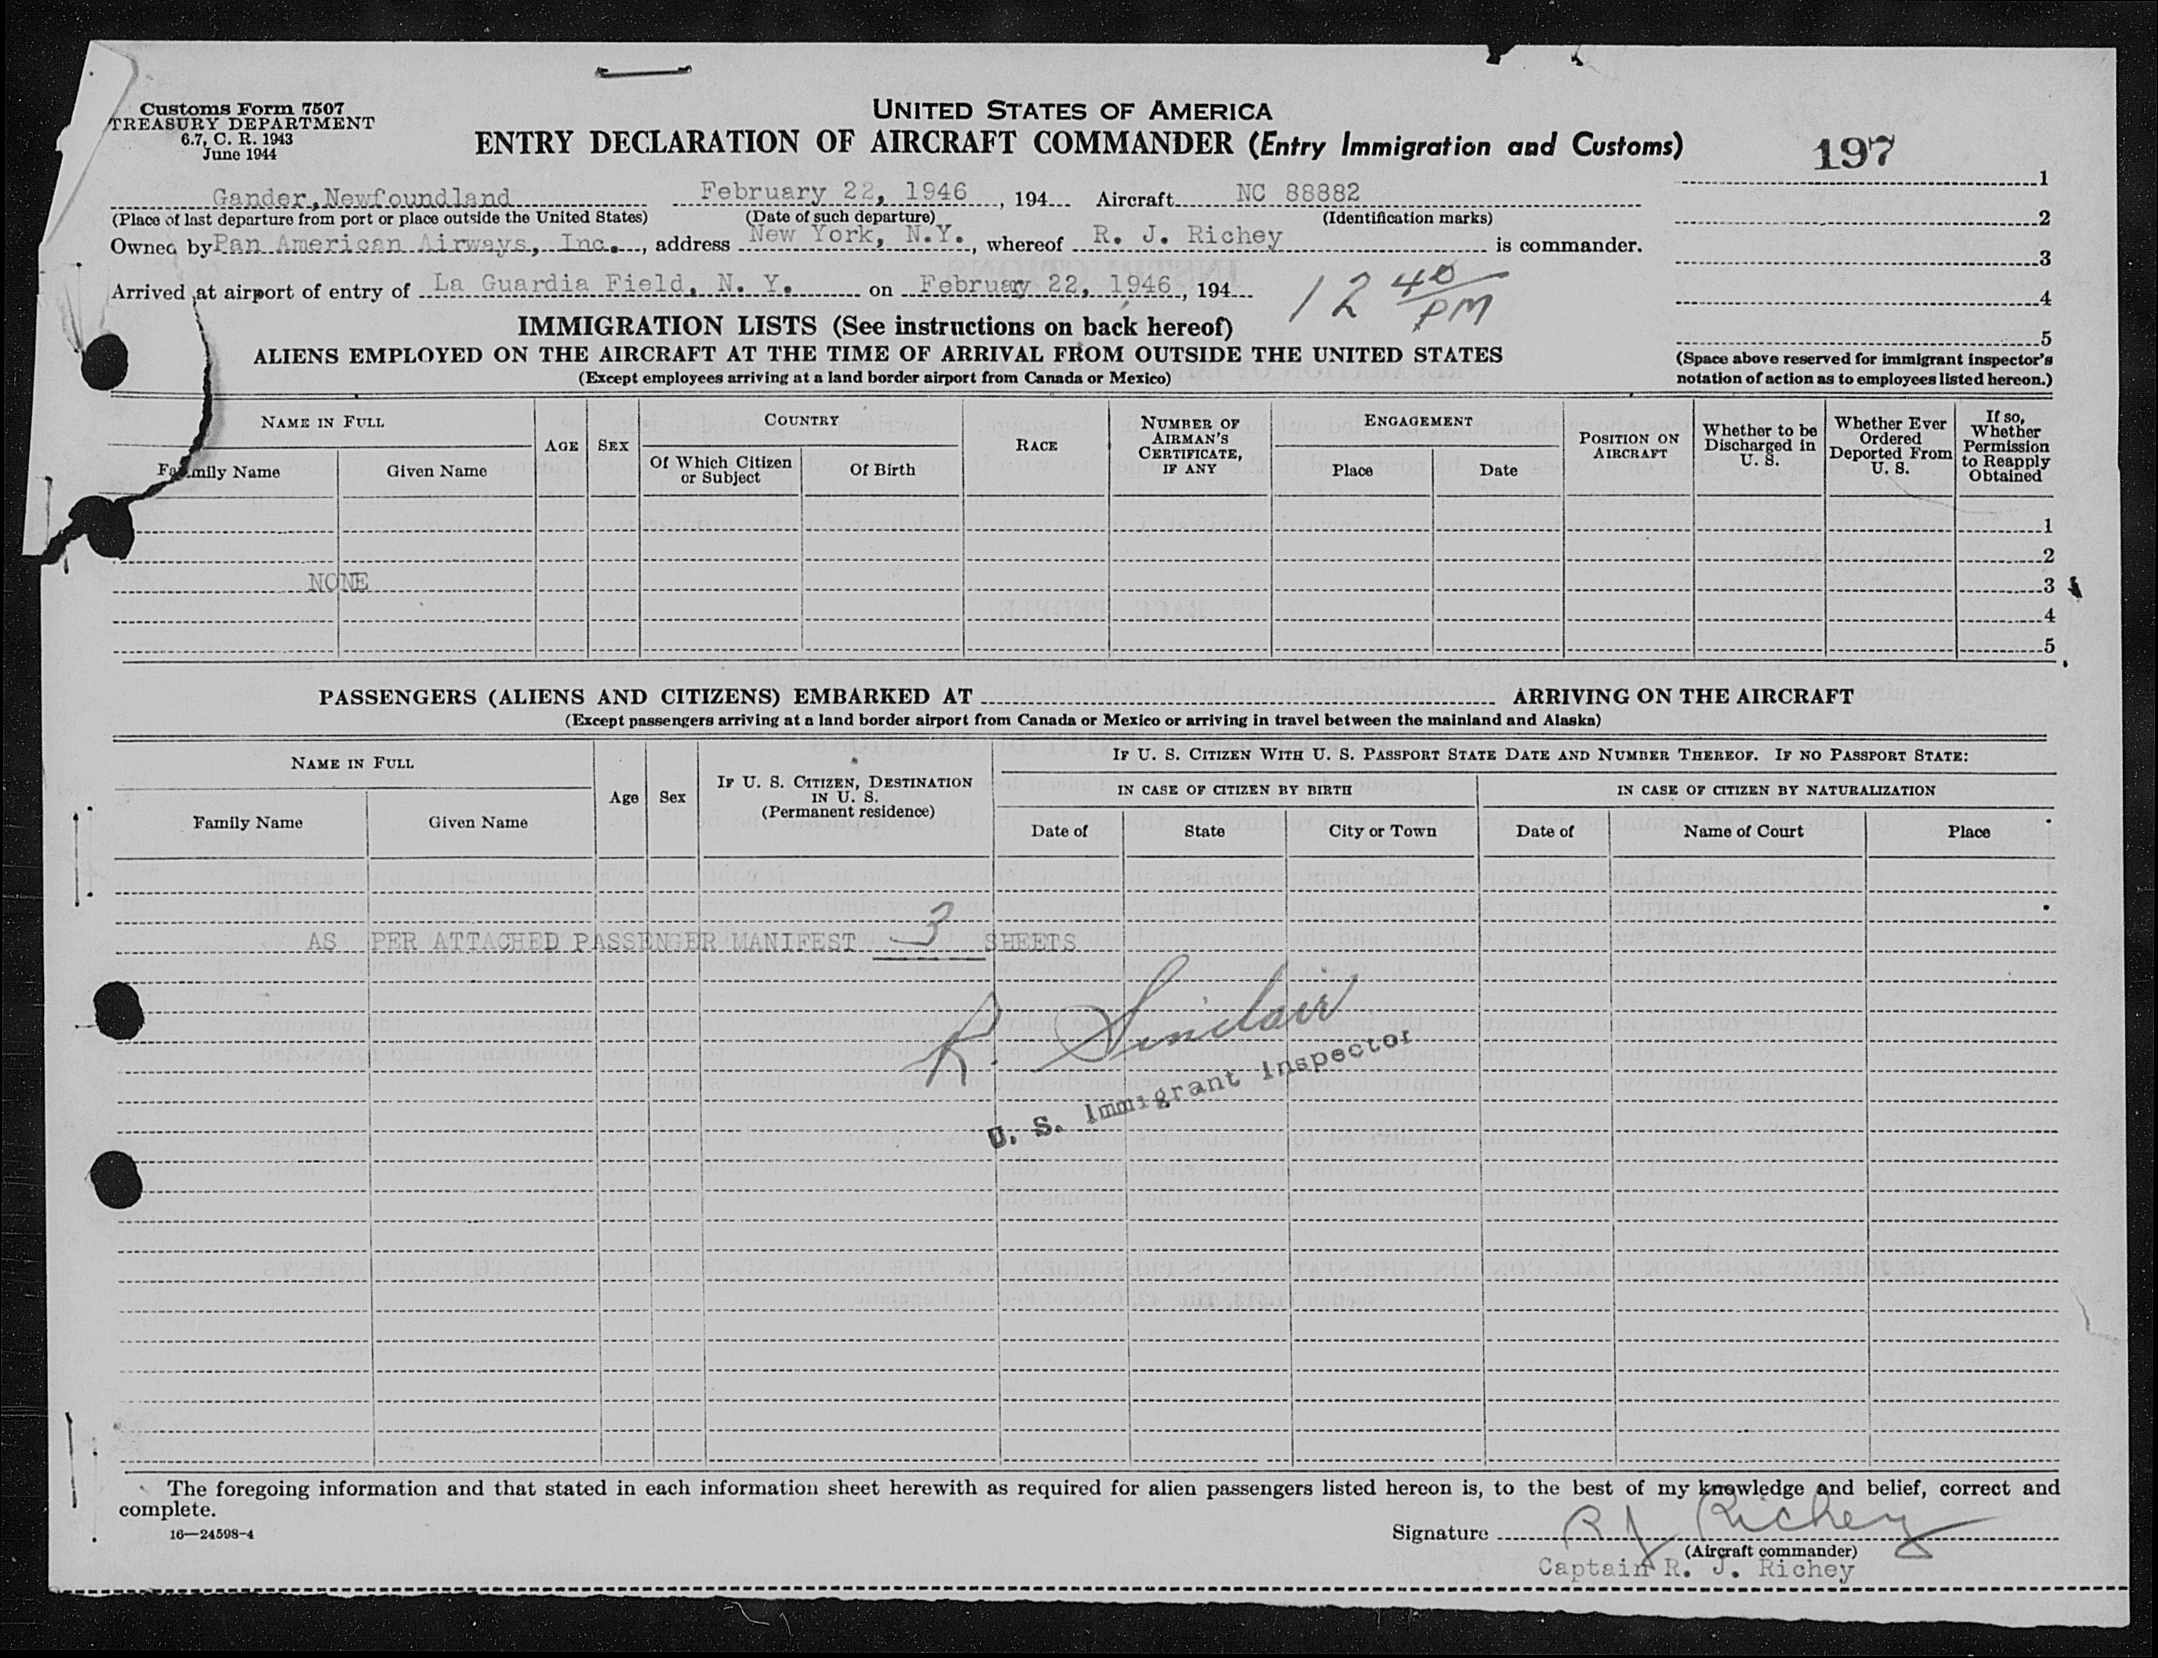 Customs Form 7507
TREASURY DEPARTMENT
6.7, C. R. 1943
June 1944
UNITED STATES OF AMERICA
ENTRY DECLARATION OF AIRCRAFT COMMANDER (Entry Immigration and Customs)
197
Gander, Newfoundland February 22, 1946, 194 Aircraft NC 88882
(Place of last departure from port or place outside the United States) (Date of such departure) (Identification marks)
Owned by Pan American Airways, Inc., address New York, N.Y., whereof R. J. Richey is commander.
Arrived at airport of entry of La Guardia Field, N. Y. on February 22, 1946, 194
12 40 PM
1
2
3
4
5
(Space above reserved for immigrant inspector's
notation of action as to employees listed hereon.)
IMMIGRATION LISTS (See instructions on back hereof)
ALIENS EMPLOYED ON THE AIRCRAFT AT THE TIME OF ARRIVAL FROM OUTSIDE THE UNITED STATES
(Except employees arriving at a land border airport from Canada or Mexico)
NAME IN FULL
Family Name Given Name
AGE SEX
COUNTRY
Of Which Citizen or Subject Of Birth
RACE
NUMBER OF AIRMAN'S CERTIFICATE, IF ANY
ENGAGEMENT
Place Date
POSITION ON AIRCRAFT
Whether to be Discharged in U. S.
Whether Ever Ordered Deported From U. S.
If so, Whether Permission to Reapply Obtained
1
2
NONE 3
4
5
PASSENGERS (ALIENS AND CITIZENS) EMBARKED AT ARRIVING ON THE AIRCRAFT
(Except passengers arriving at a land border airport from Canada or Mexico or arriving in travel between the mainland and Alaska)
NAME IN FULL
Family Name Given Name
Age Sex
IF U. S. CITIZEN, DESTINATION IN U. S.
(Permanent residence)
IF U. S. CITIZEN WITH U. S. PASSPORT STATE DATE AND NUMBER THEREOF. IF NO PASSPORT STATE:
IN CASE OF CITIZEN BY BIRTH IN CASE OF CITIZEN BY NATURALIZATION
Date of State City or Town Date of Name of Court Place
AS PER ATTACHED PASSENGER MANIFEST 3 SHEETS
R. Sinclair
U. S. Immigrant Inspector
The foregoing information and that stated in each information sheet herewith as required for alien passengers listed hereon is, to the best of my knowledge and belief, correct and
complete.
16—24598-4
Signature R J Richey
(Aircraft commander)
Captain R. J. Richey